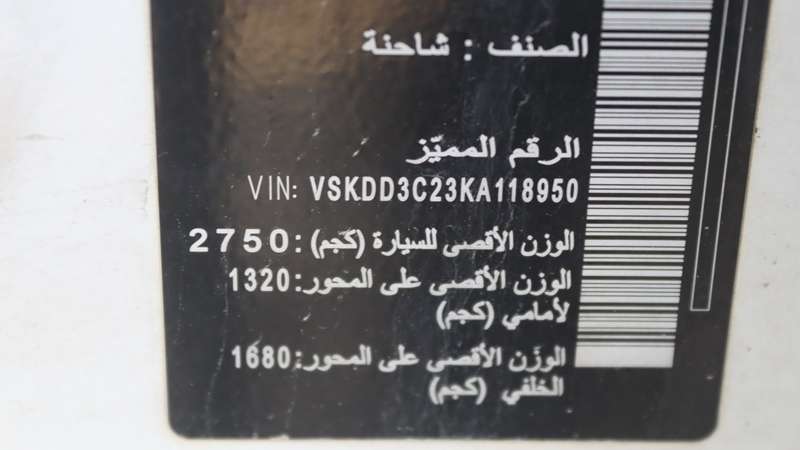 الصنف : شاحنة
الرقم المميّز
VIN: VSKDD3C23KA118950
الوزن الأقصى للسيارة (كجم): 2750
الوزن الأقصى على المحور: 1320
لأمامي (كجم)
الوزن الأقصى على المحور: 1680
الخلفي (كجم)